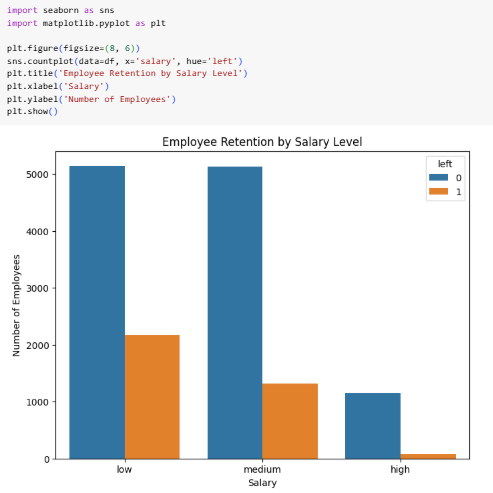 import seaborn as sns
import matplotlib.pyplot as plt
plt.figure(figsize=(8, 6))
sns.countplot(data=df, x='salary', hue='left')
plt.title('Employee Retention by Salary Level')
plt.xlabel('Salary')
plt.ylabel('Number of Employees')
plt.show()
Employee Retention by Salary Level
left
0
1
Number of Employees
5000
4000
3000
2000
1000
0
low medium high
Salary